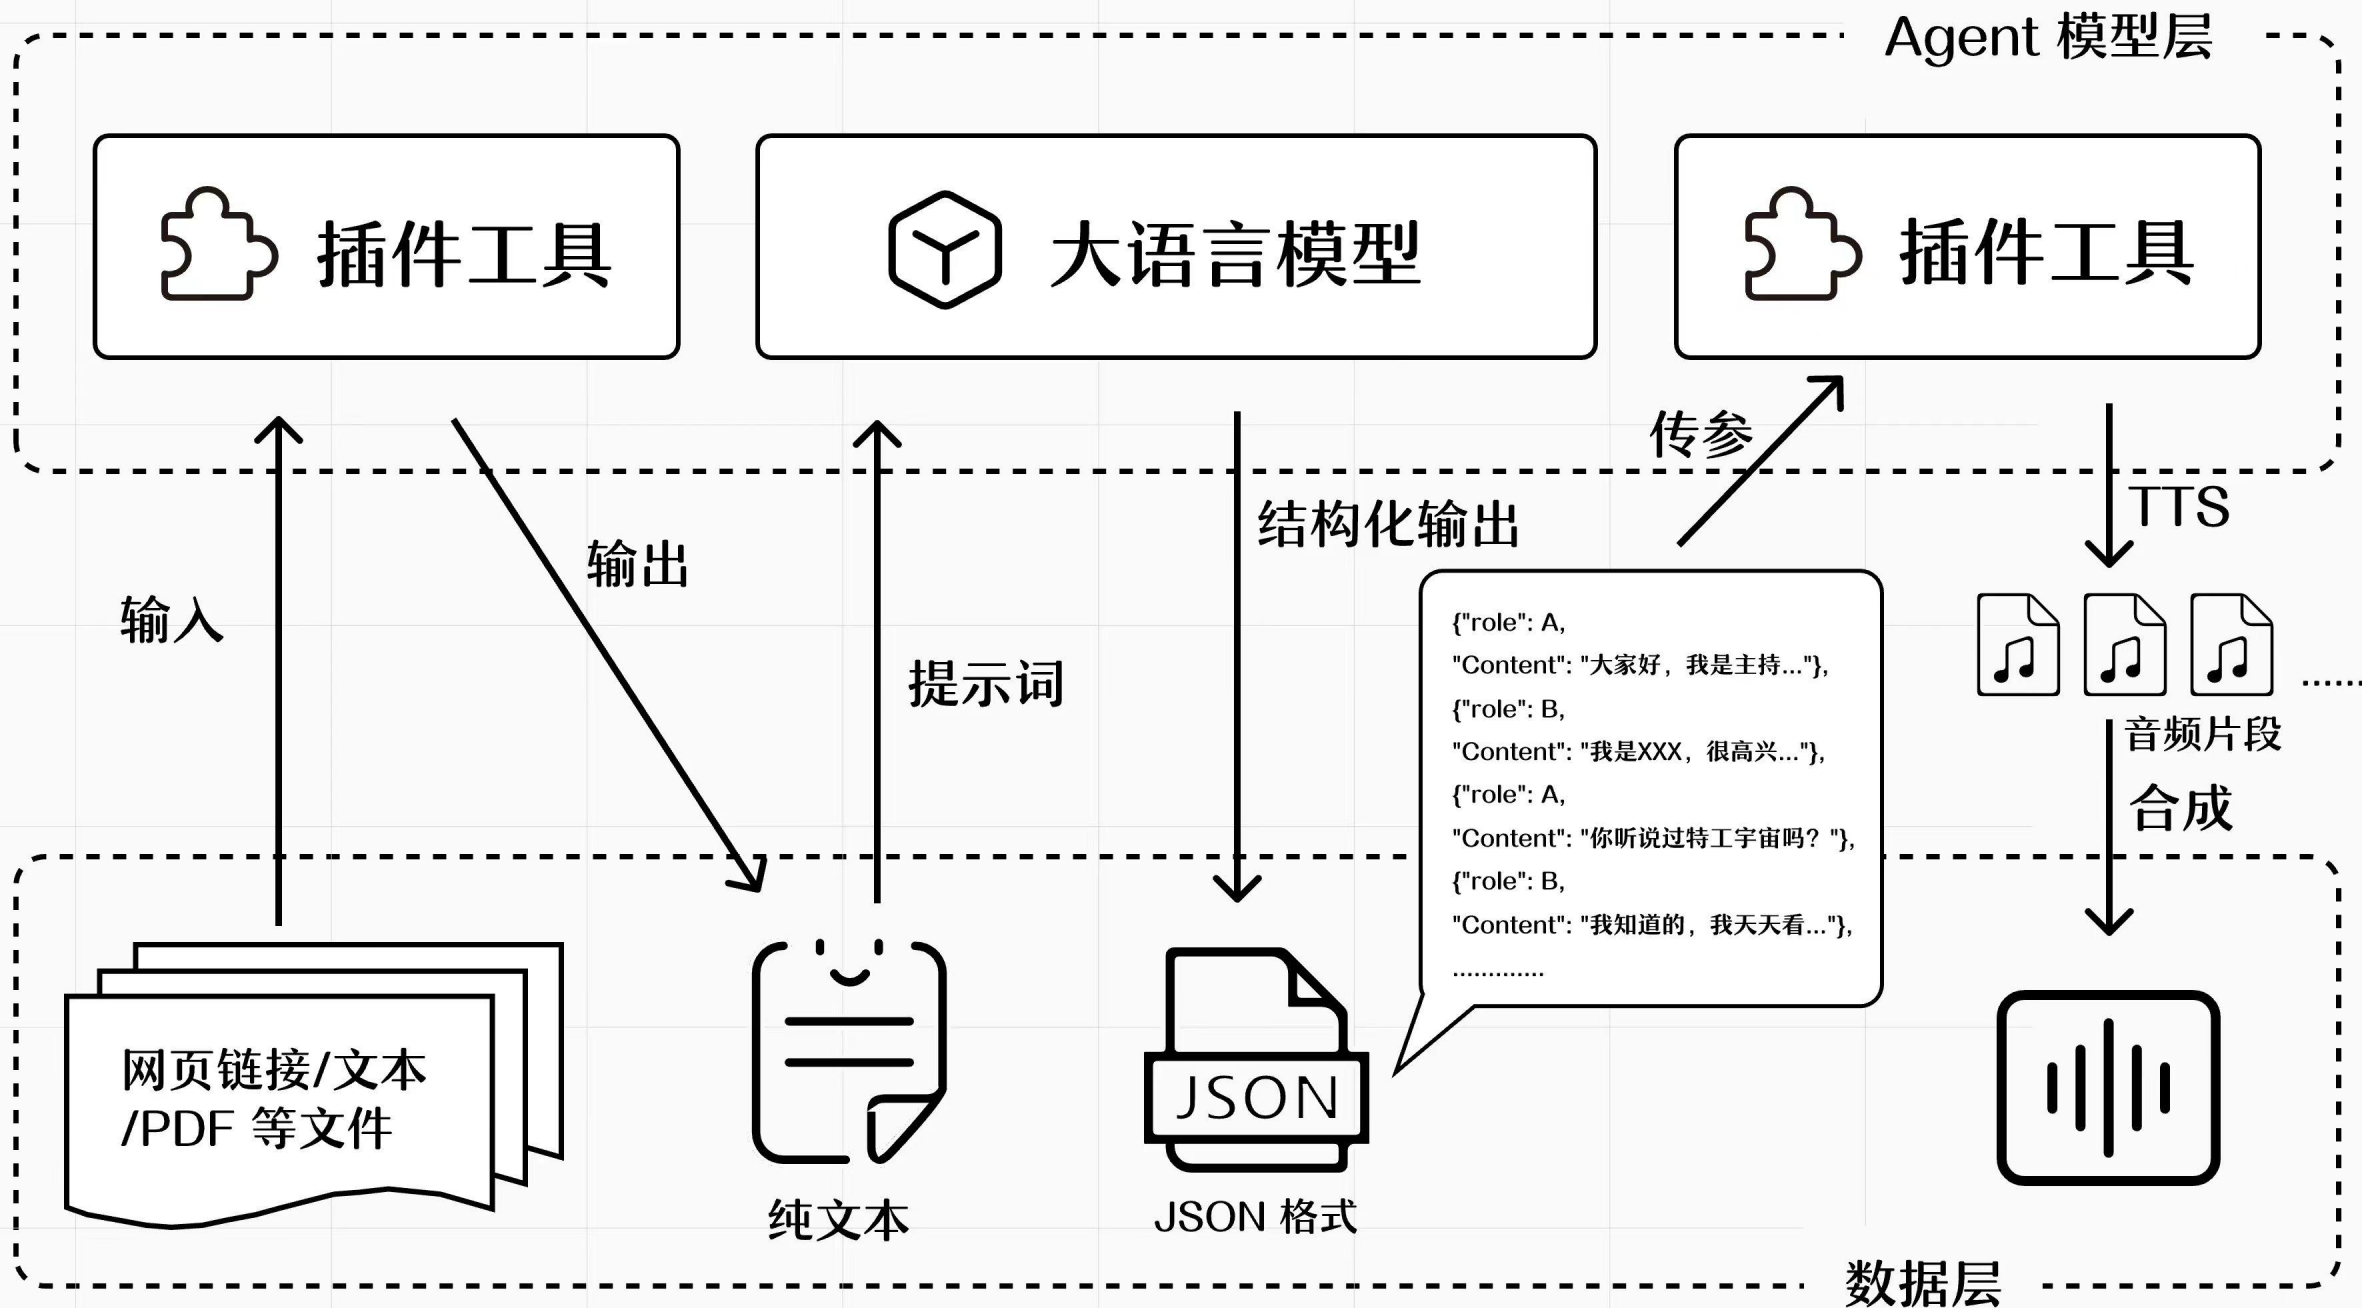 Agent 模型层
插件工具
大语言模型
插件工具
传参
TTS
结构化输出
输出
输入
提示词
{"role": A,
"Content": "大家好，我是主持..."},
{"role": B,
"Content": "我是XXX，很高兴..."},
{"role": A,
"Content": "你听说过特工宇宙吗？"},
{"role": B,
"Content": "我知道的，我天天看..."},
.............
......
音频片段
合成
网页链接/文本
/PDF 等文件
JSON
纯文本
JSON 格式
数据层